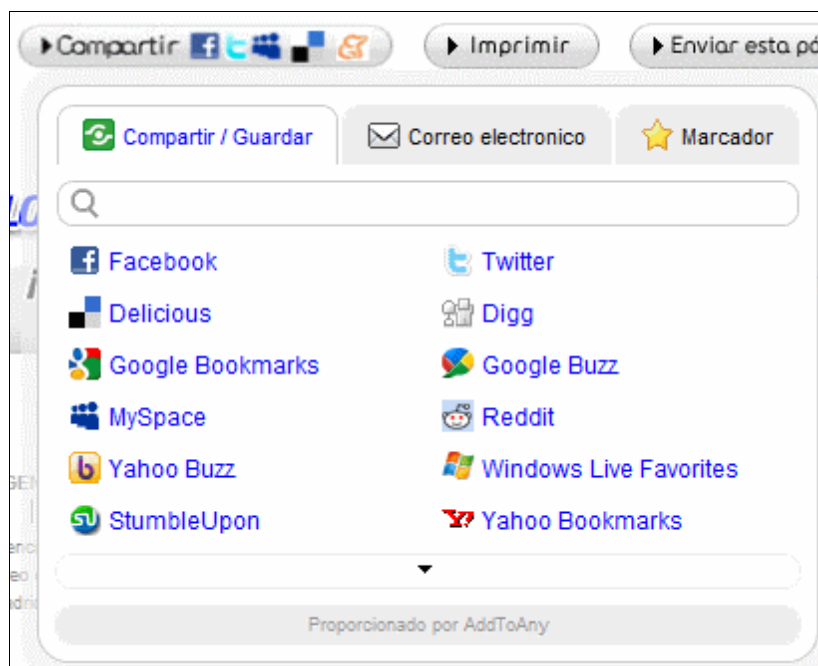 Compartir Imprimir Enviar esta pá
Compartir / Guardar Correo electronico Marcador
Facebook Twitter
Delicious Digg
Google Bookmarks Google Buzz
MySpace Reddit
Yahoo Buzz Windows Live Favorites
StumbleUpon Yahoo Bookmarks
Proporcionado por AddToAny